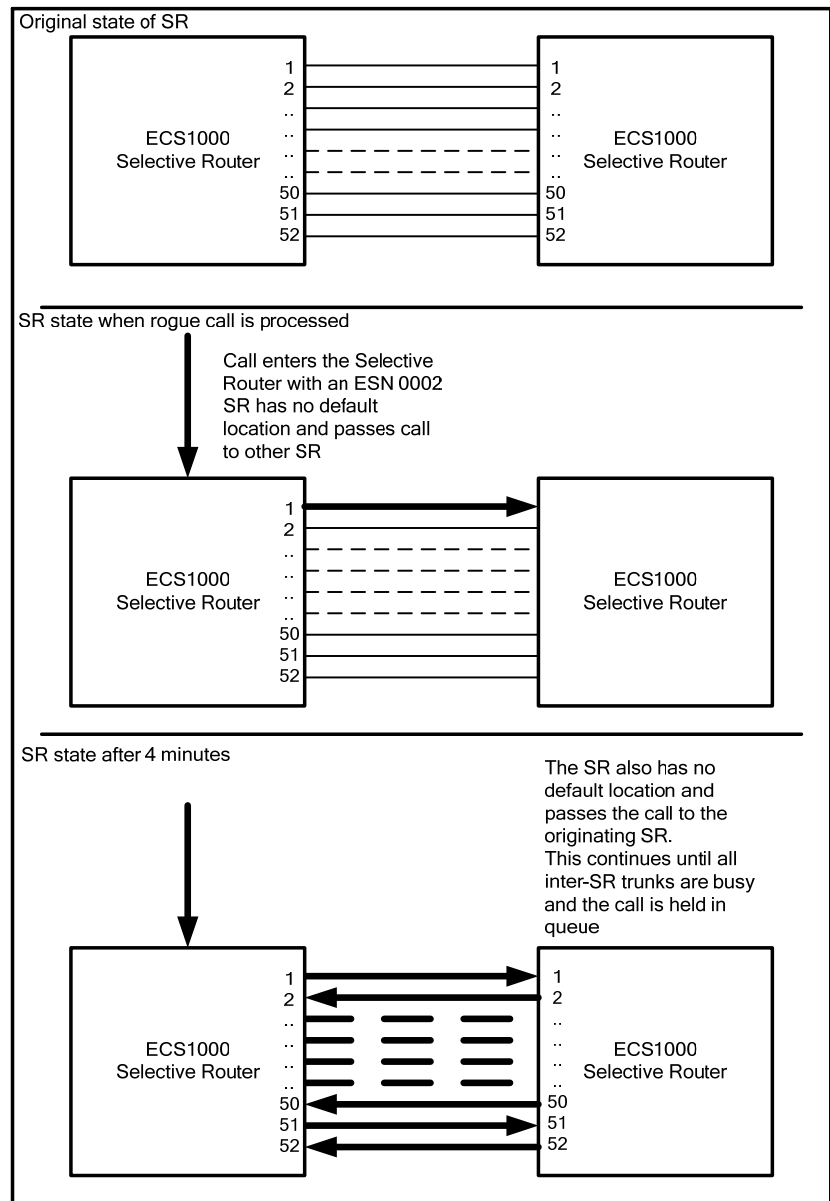 Original state of SR
1
2
..
..
..
..
50
51
52
ECS1000
Selective Router
1
2
..
..
..
..
50
51
52
ECS1000
Selective Router
SR state when rogue call is processed
Call enters the Selective
Router with an ESN 0002
SR has no default
location and passes call
to other SR
1
2
..
..
..
..
50
51
52
ECS1000
Selective Router
ECS1000
Selective Router
SR state after 4 minutes
The SR also has no
default location and
passes the call to the
originating SR.
This continues until all
inter-SR trunks are busy
and the call is held in
queue
1
2
..
..
..
..
50
51
52
ECS1000
Selective Router
1
2
..
..
..
..
50
51
52
ECS1000
Selective Router